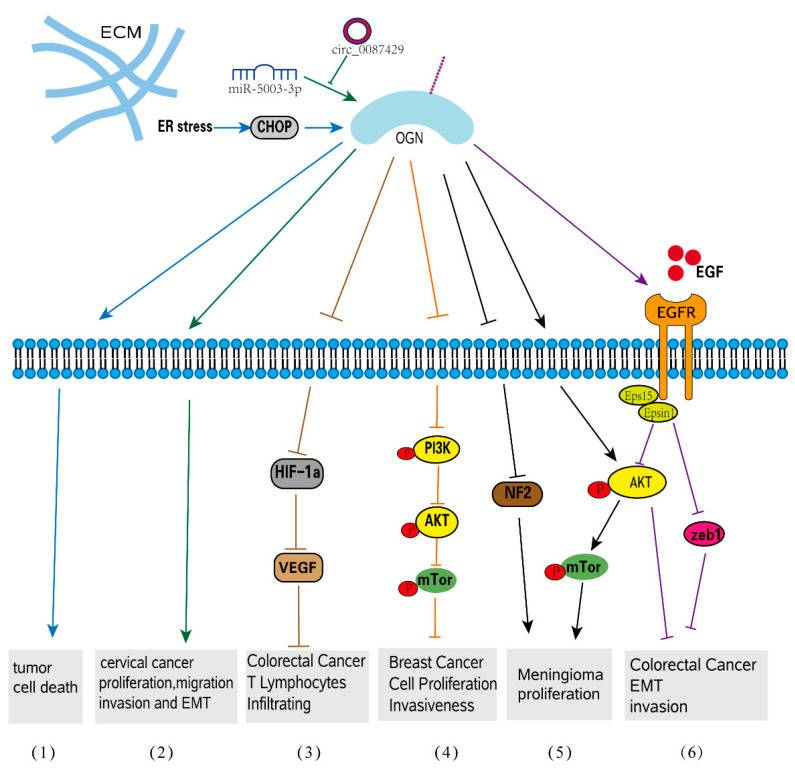 ECM
circ_0087429
miR-5003-3p
ER stress
CHOP
OGN
EGF
EGFR
Eps15
Epsin1
PI3K
P
HIF-1a
AKT
P
NF2
AKT
P
zeb1
VEGF
mTor
P
mTor
P
tumor
cell death
cervical cancer
proliferation,migration
invasion and EMT
Colorectal Cancer
T Lymphocytes
Infiltrating
Breast Cancer
Cell Proliferation
Invasiveness
Meningioma
proliferation
Colorectal Cancer
EMT
invasion
(1)
(2)
(3)
(4)
(5)
(6)